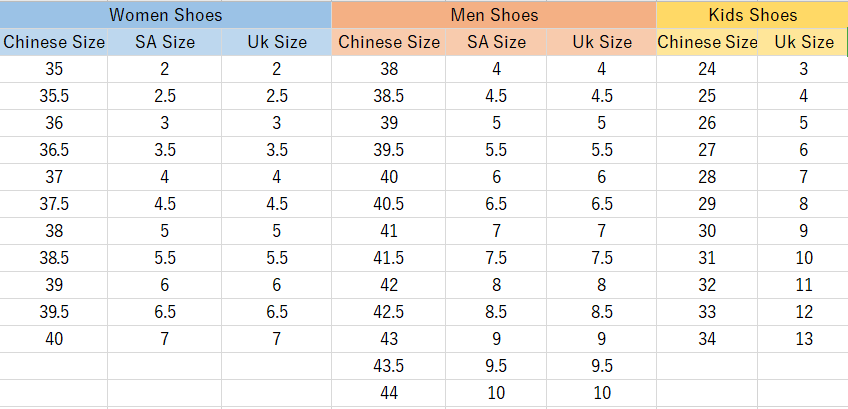 Women Shoes Men Shoes Kids Shoes
Chinese Size SA Size Uk Size Chinese Size SA Size Uk Size Chinese Size Uk Size
35 2 2 38 4 4 24 3
35.5 2.5 2.5 38.5 4.5 4.5 25 4
36 3 3 39 5 5 26 5
36.5 3.5 3.5 39.5 5.5 5.5 27 6
37 4 4 40 6 6 28 7
37.5 4.5 4.5 40.5 6.5 6.5 29 8
38 5 5 41 7 7 30 9
38.5 5.5 5.5 41.5 7.5 7.5 31 10
39 6 6 42 8 8 32 11
39.5 6.5 6.5 42.5 8.5 8.5 33 12
40 7 7 43 9 9 34 13
43.5 9.5 9.5
44 10 10